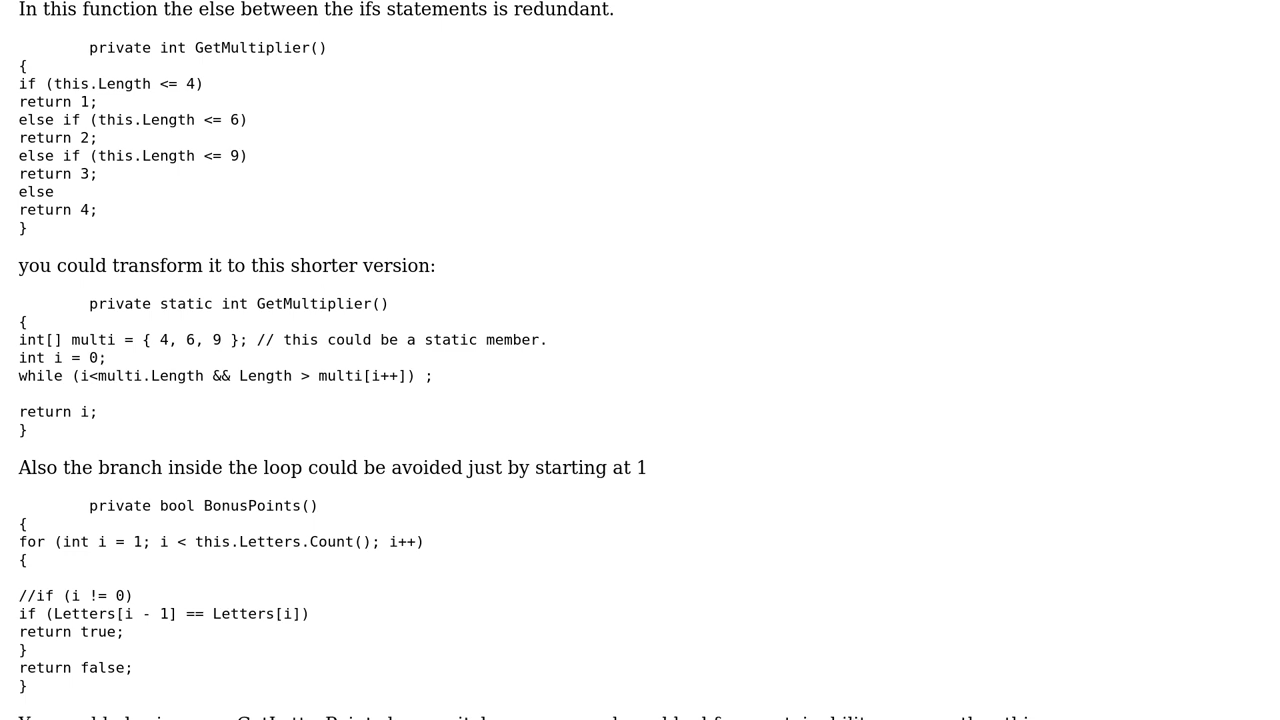 In this function the else between the ifs statements is redundant.
private int GetMultiplier()
{
if (this.Length <= 4)
return 1;
else if (this.Length <= 6)
return 2;
else if (this.Length <= 9)
return 3;
else
return 4;
}
you could transform it to this shorter version:
private static int GetMultiplier()
{
int[] multi = { 4, 6, 9 }; // this could be a static member.
int i = 0;
while (i<multi.Length && Length > multi[i++]) ;
return i;
}
Also the branch inside the loop could be avoided just by starting at 1
private bool BonusPoints()
{
for (int i = 1; i < this.Letters.Count(); i++)
{
//if (i != 0)
if (Letters[i - 1] == Letters[i])
return true;
}
return false;
}